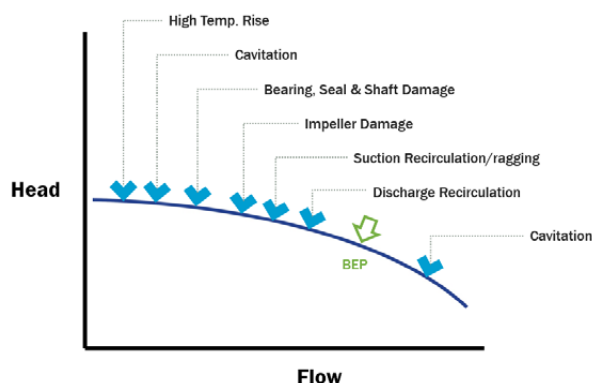 High Temp. Rise
Cavitation
Bearing, Seal & Shaft Damage
Impeller Damage
Suction Recirculation/ragging
Head
Discharge Recirculation
Cavitation
BEP
Flow